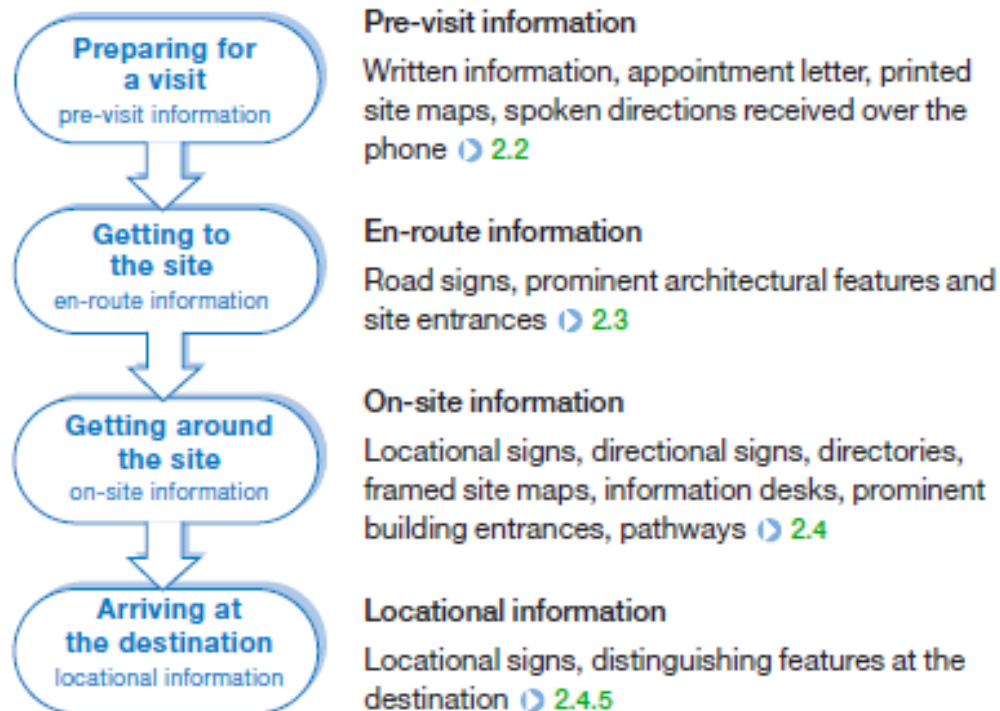 Preparing for
a visit
pre-visit information
Pre-visit information
Written information, appointment letter, printed
site maps, spoken directions received over the
phone 2.2
Getting to
the site
en-route information
En-route information
Road signs, prominent architectural features and
site entrances 2.3
Getting around
the site
on-site information
On-site information
Locational signs, directional signs, directories,
framed site maps, information desks, prominent
building entrances, pathways 2.4
Arriving at
the destination
locational information
Locational information
Locational signs, distinguishing features at the
destination 2.4.5